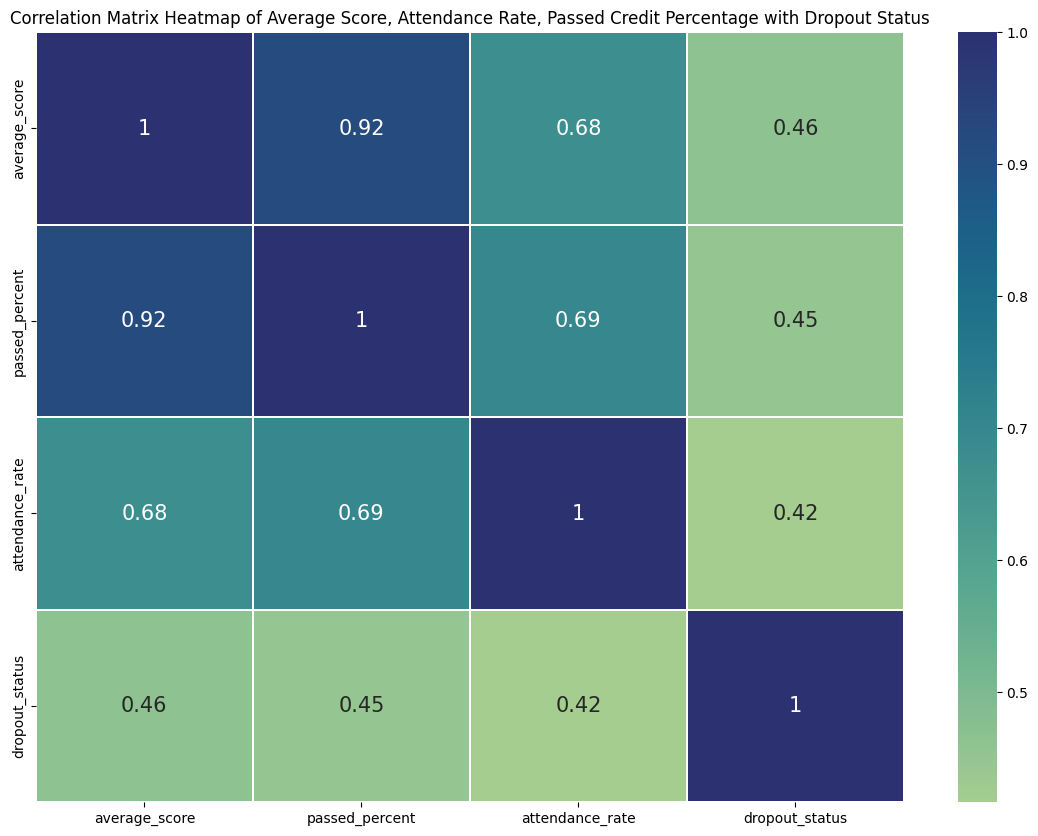 Correlation Matrix Heatmap of Average Score, Attendance Rate, Passed Credit Percentage with Dropout Status
average_score
1
0.92
0.68
0.46
passed_percent
0.92
1
0.69
0.45
attendance_rate
0.68
0.69
1
0.42
dropout_status
0.46
0.45
0.42
1
average_score
passed_percent
attendance_rate
dropout_status
1.0
0.9
0.8
0.7
0.6
0.5